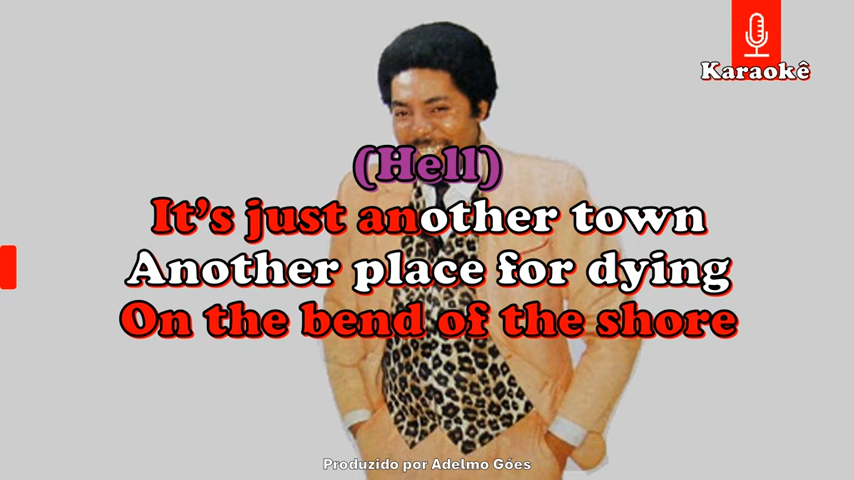 Karaokê
(Hell)
It's just another town
Another place for dying
On the bend of the shore
Produzido por Adelmo Góes